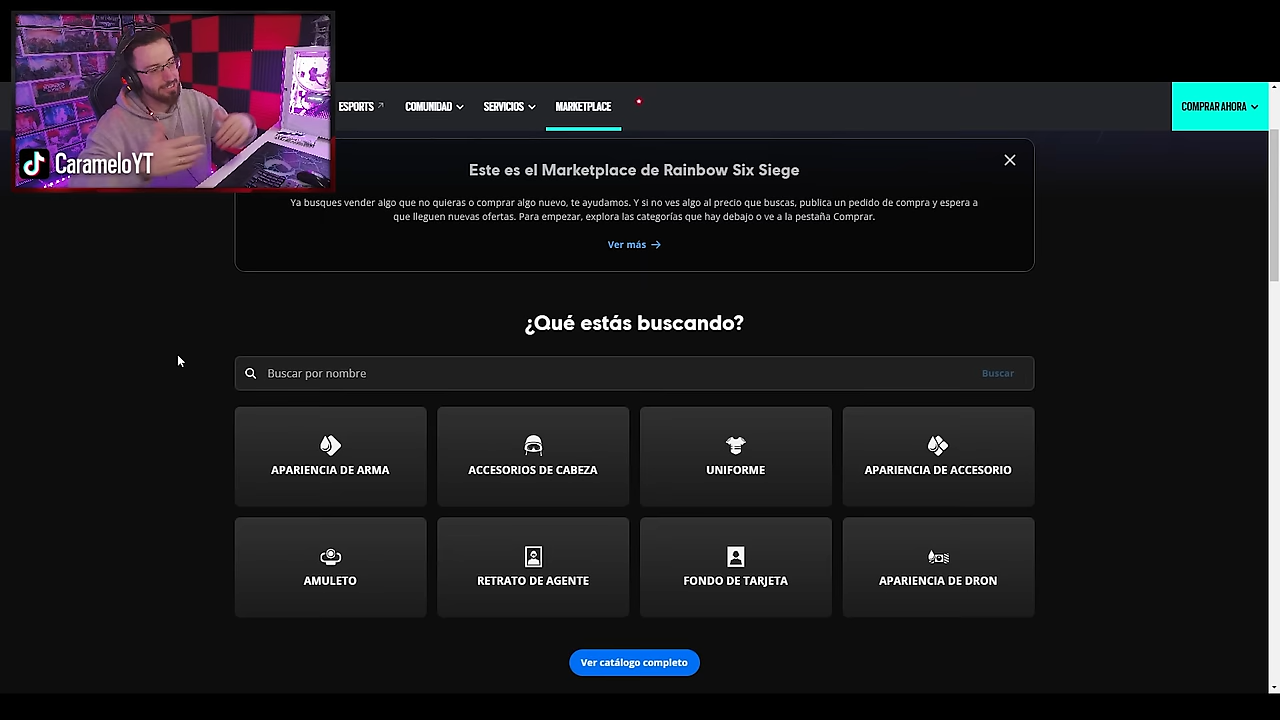 CarameloYT
ESPORTS
COMUNIDAD
SERVICIOS
MARKETPLACE
COMPRAR AHORA
Este es el Marketplace de Rainbow Six Siege
Ya busques vender algo que no quieras o comprar algo nuevo, te ayudamos. Y si no ves algo al precio que buscas, publica un pedido de compra y espera a
que lleguen nuevas ofertas. Para empezar, explora las categorías que hay debajo o ve a la pestaña Comprar.
Ver más
¿Qué estás buscando?
Buscar por nombre
Buscar
APARIENCIA DE ARMA
ACCESORIOS DE CABEZA
UNIFORME
APARIENCIA DE ACCESORIO
AMULETO
RETRATO DE AGENTE
FONDO DE TARJETA
APARIENCIA DE DRON
Ver catálogo completo